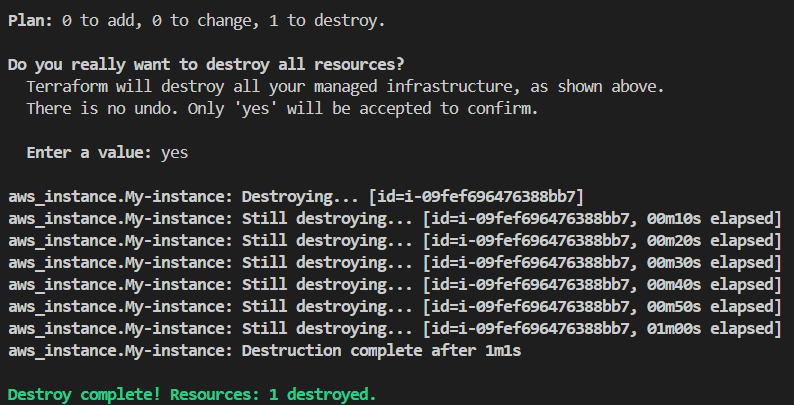 Plan: 0 to add, 0 to change, 1 to destroy.
Do you really want to destroy all resources?
Terraform will destroy all your managed infrastructure, as shown above.
There is no undo. Only 'yes' will be accepted to confirm.
Enter a value: yes
aws_instance.My-instance: Destroying... [id=i-09fef696476388bb7]
aws_instance.My-instance: Still destroying... [id=i-09fef696476388bb7, 00m10s elapsed]
aws_instance.My-instance: Still destroying... [id=i-09fef696476388bb7, 00m20s elapsed]
aws_instance.My-instance: Still destroying... [id=i-09fef696476388bb7, 00m30s elapsed]
aws_instance.My-instance: Still destroying... [id=i-09fef696476388bb7, 00m40s elapsed]
aws_instance.My-instance: Still destroying... [id=i-09fef696476388bb7, 00m50s elapsed]
aws_instance.My-instance: Still destroying... [id=i-09fef696476388bb7, 01m00s elapsed]
aws_instance.My-instance: Destruction complete after 1m1s
Destroy complete! Resources: 1 destroyed.